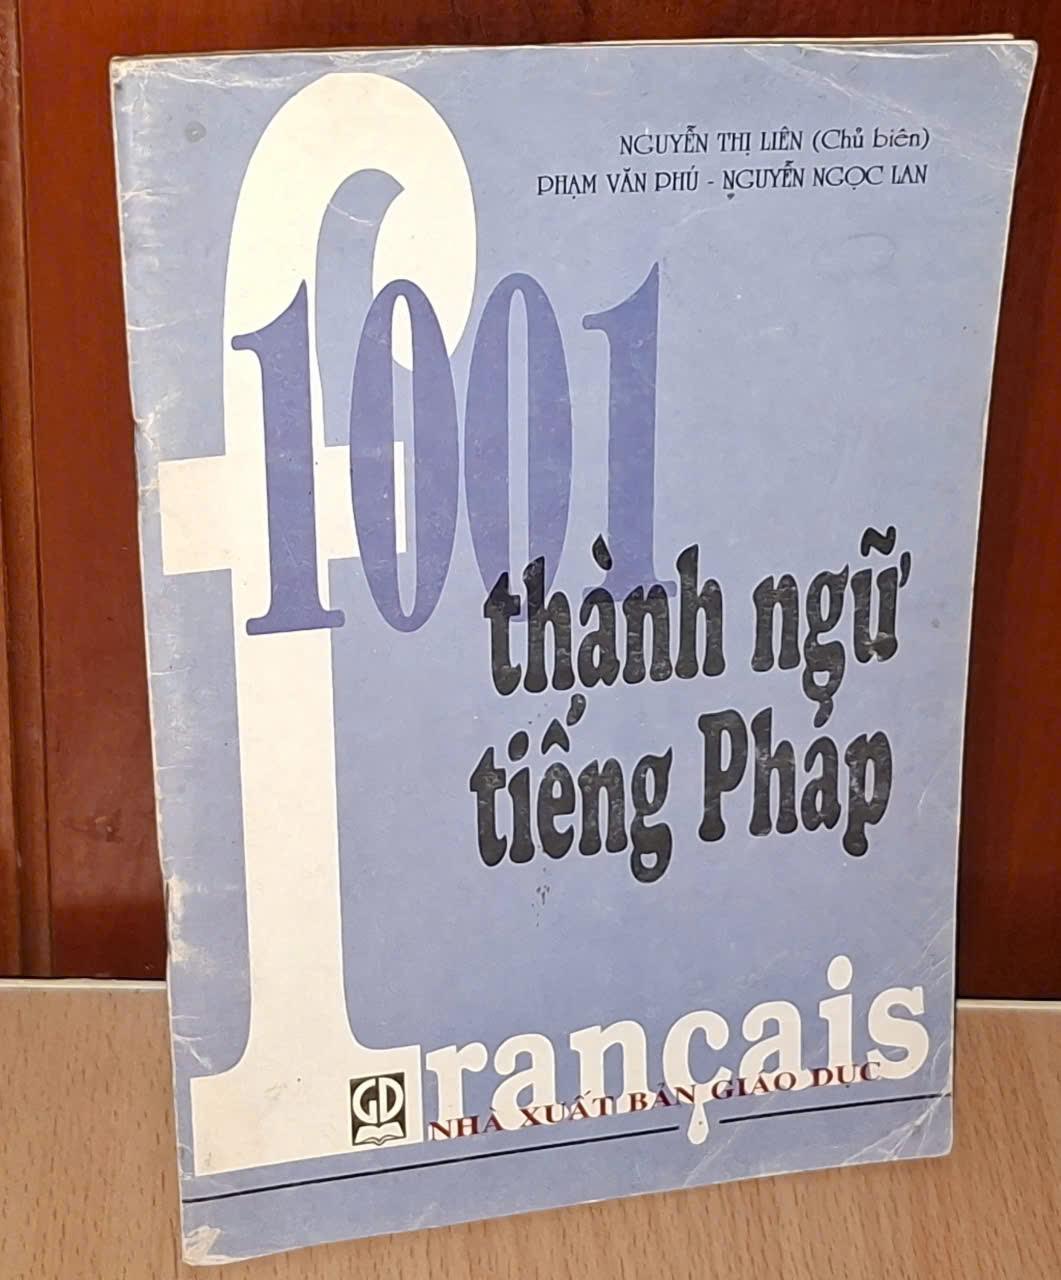 NGUYỄN THỊ LIÊN (Chủ biên)
PHẠM VĂN PHÚ - NGUYỄN NGỌC LAN
1001
thành ngữ
tiếng Pháp
français
GD
NHÀ XUẤT BẢN GIÁO DỤC